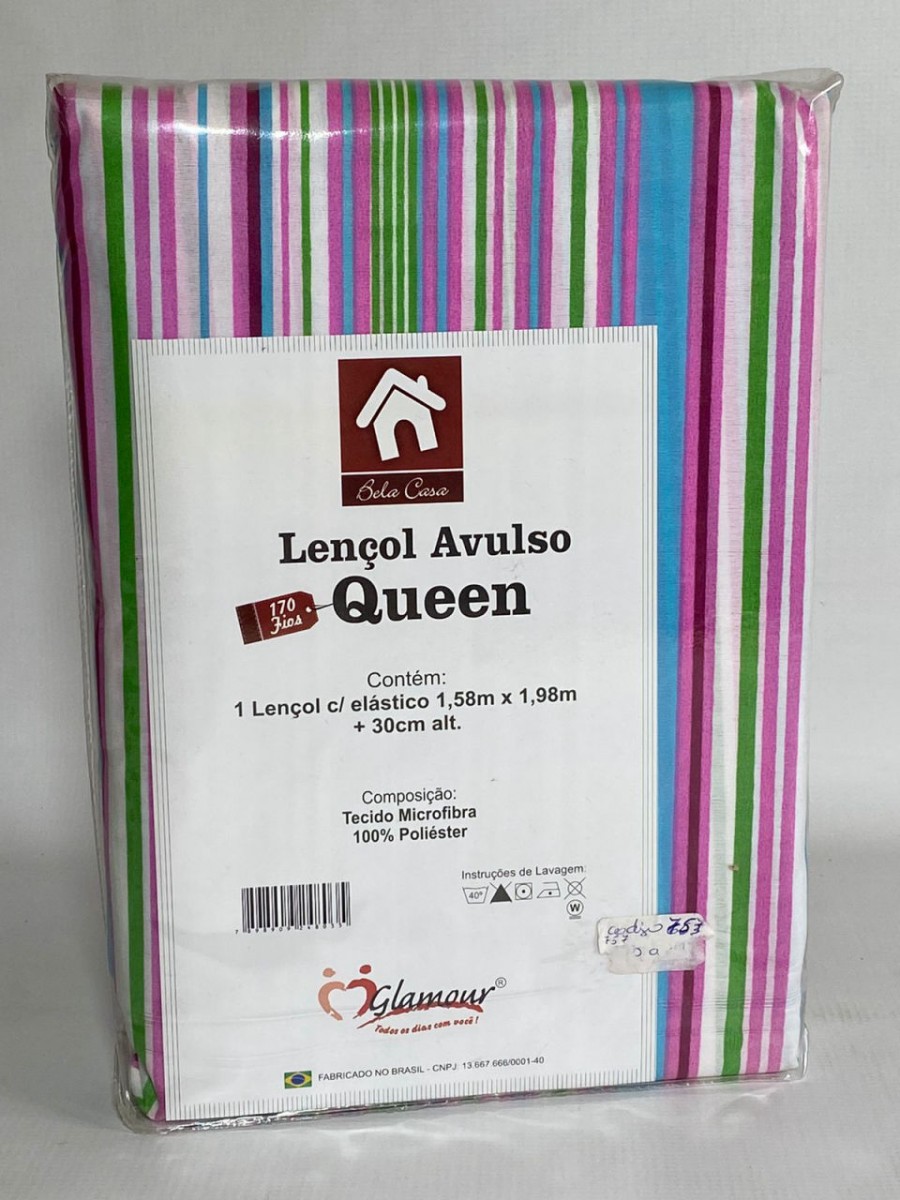 Bela Casa
Lençol Avulso
170
Fios
Queen
Contém:
1 Lençol c/ elástico 1,58m x 1,98m
+ 30cm alt.
Composição:
Tecido Microfibra
100% Poliéster
Instruções de Lavagem:
40º
W
757
Glamour®
Todos os dias com você!
FABRICADO NO BRASIL - CNPJ: 13.667.666/0001-40